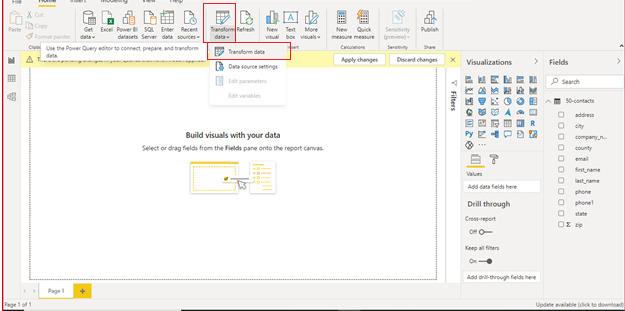 File
Home
Insert
Modeling
View
Help
Paste
Cut
Copy
Format painter
Get data
Excel
Power BI datasets
SQL Server
Enter data
Recent sources
Transform data
Refresh
New visual
Text box
More visuals
New measure
Quick measure
Sensitivity (preview)
Publish
Calculations
Sensitivity
Share
Use the Power Query editor to connect, prepare, and transform data.
Transform data
Data source settings
Edit parameters
Edit variables
Apply changes
Discard changes
Build visuals with your data
Select or drag fields from the Fields pane onto the report canvas.
Filters
Visualizations
Values
Add data fields here
Drill through
Cross-report
Off
Keep all filters
On
Add drill-through fields here
Fields
Search
50-contacts
address
city
company_n...
county
email
first_name
last_name
phone
phone1
state
Σ zip
Page 1
Page 1 of 1
Update available (click to download)